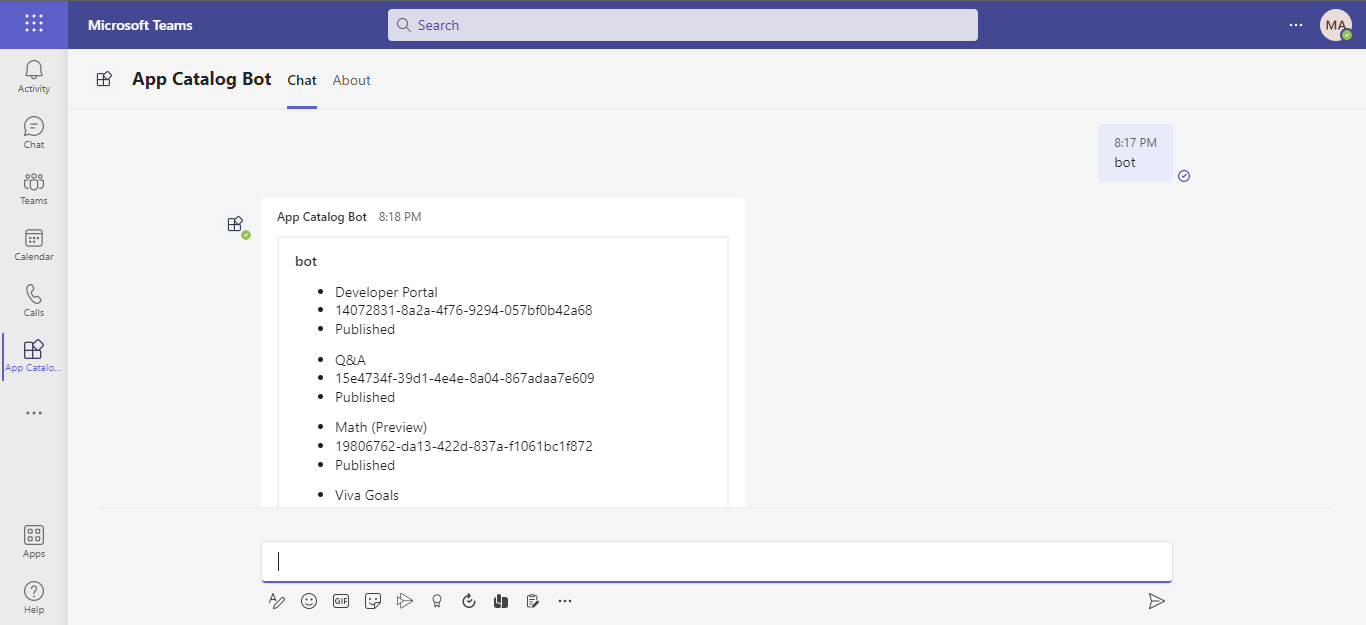 Microsoft Teams
Search
MA
Activity
Chat
Teams
Calendar
Calls
App Catalo...
Apps
Help
App Catalog Bot
Chat
About
8:17 PM
bot
App Catalog Bot 8:18 PM
bot
Developer Portal
14072831-8a2a-4f76-9294-057bf0b42a68
Published
Q&A
15e4734f-39d1-4e4e-8a04-867adaa7e609
Published
Math (Preview)
19806762-da13-422d-837a-f1061bc1f872
Published
Viva Goals
GIF